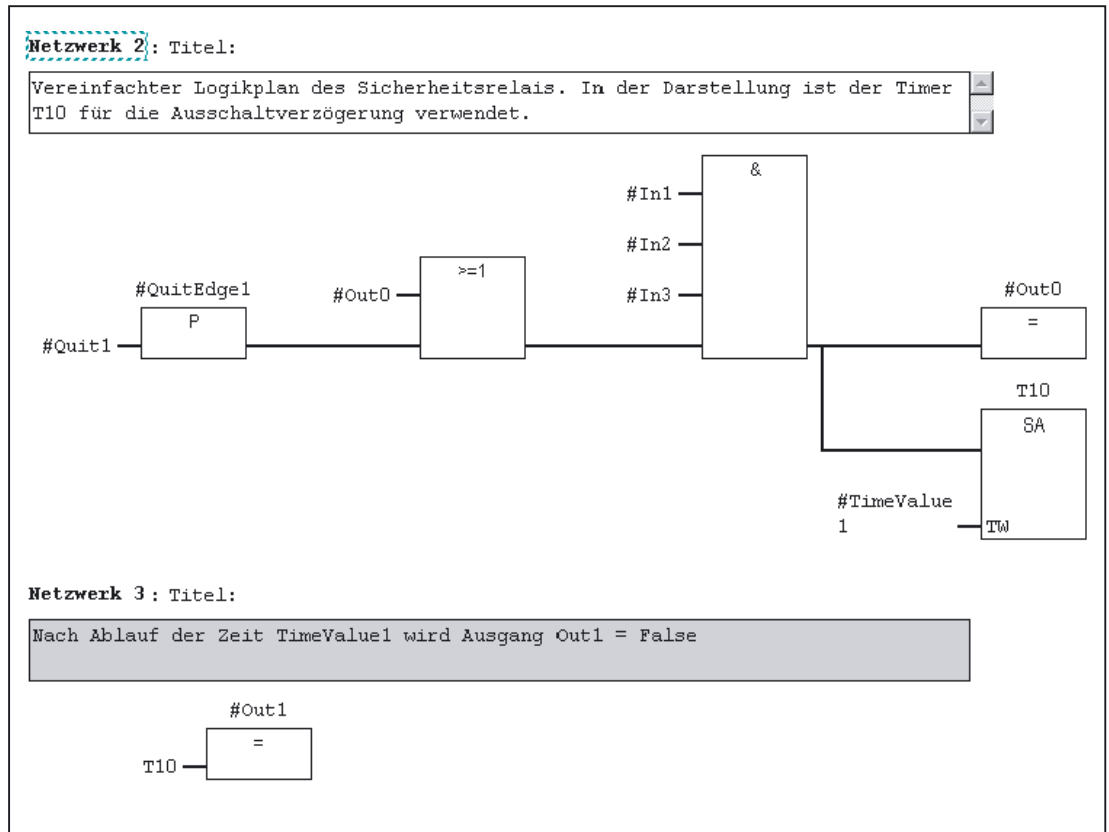 Netzwerk 2: Titel:
Vereinfachter Logikplan des Sicherheitsrelais. In der Darstellung ist der Timer
T10 für die Ausschaltverzögerung verwendet.
&
#In1
#In2
#In3
>=1
#Out0
#QuitEdge1
P
#Quit1
#Out0
=
T10
SA
#TimeValue
1
TW
Netzwerk 3: Titel:
Nach Ablauf der Zeit TimeValue1 wird Ausgang Out1 = False
#Out1
=
T10